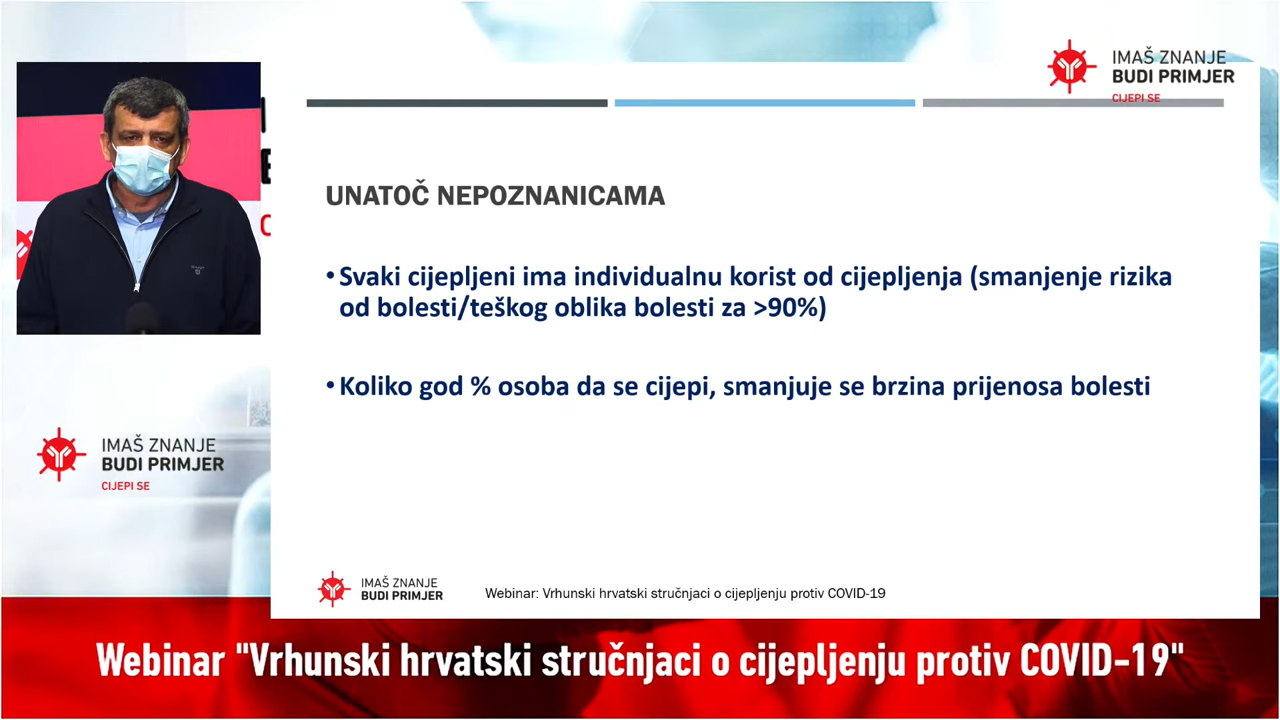 IMAŠ ZNANJE
BUDI PRIMJER
CIJEPI SE
UNATOČ NEPOZNANICAMA
•Svaki cijepljeni ima individualnu korist od cijepljenja (smanjenje rizika
od bolesti/teškog oblika bolesti za >90%)
•Koliko god % osoba da se cijepi, smanjuje se brzina prijenosa bolesti
IMAŠ ZNANJE
BUDI PRIMJER
CIJEPI SE
IMAŠ ZNANJE
BUDI PRIMJER
Webinar: Vrhunski hrvatski stručnjaci o cijepljenju protiv COVID-19
Webinar "Vrhunski hrvatski stručnjaci o cijepljenju protiv COVID-19"